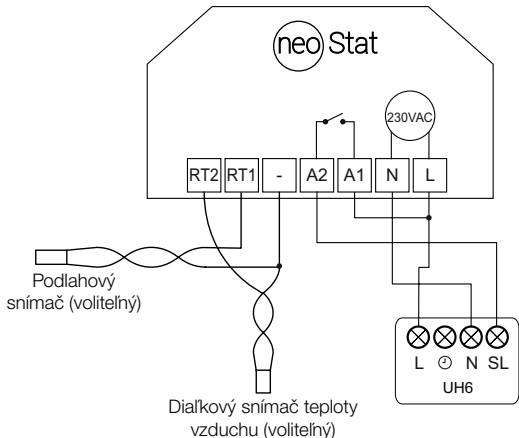 neo Stat
230VAC
RT2 RT1 - A2 A1 N L
Podlahový
snímač (voliteľný)
L N SL
UH6
Diaľkový snímač teploty
vzduchu (voliteľný)